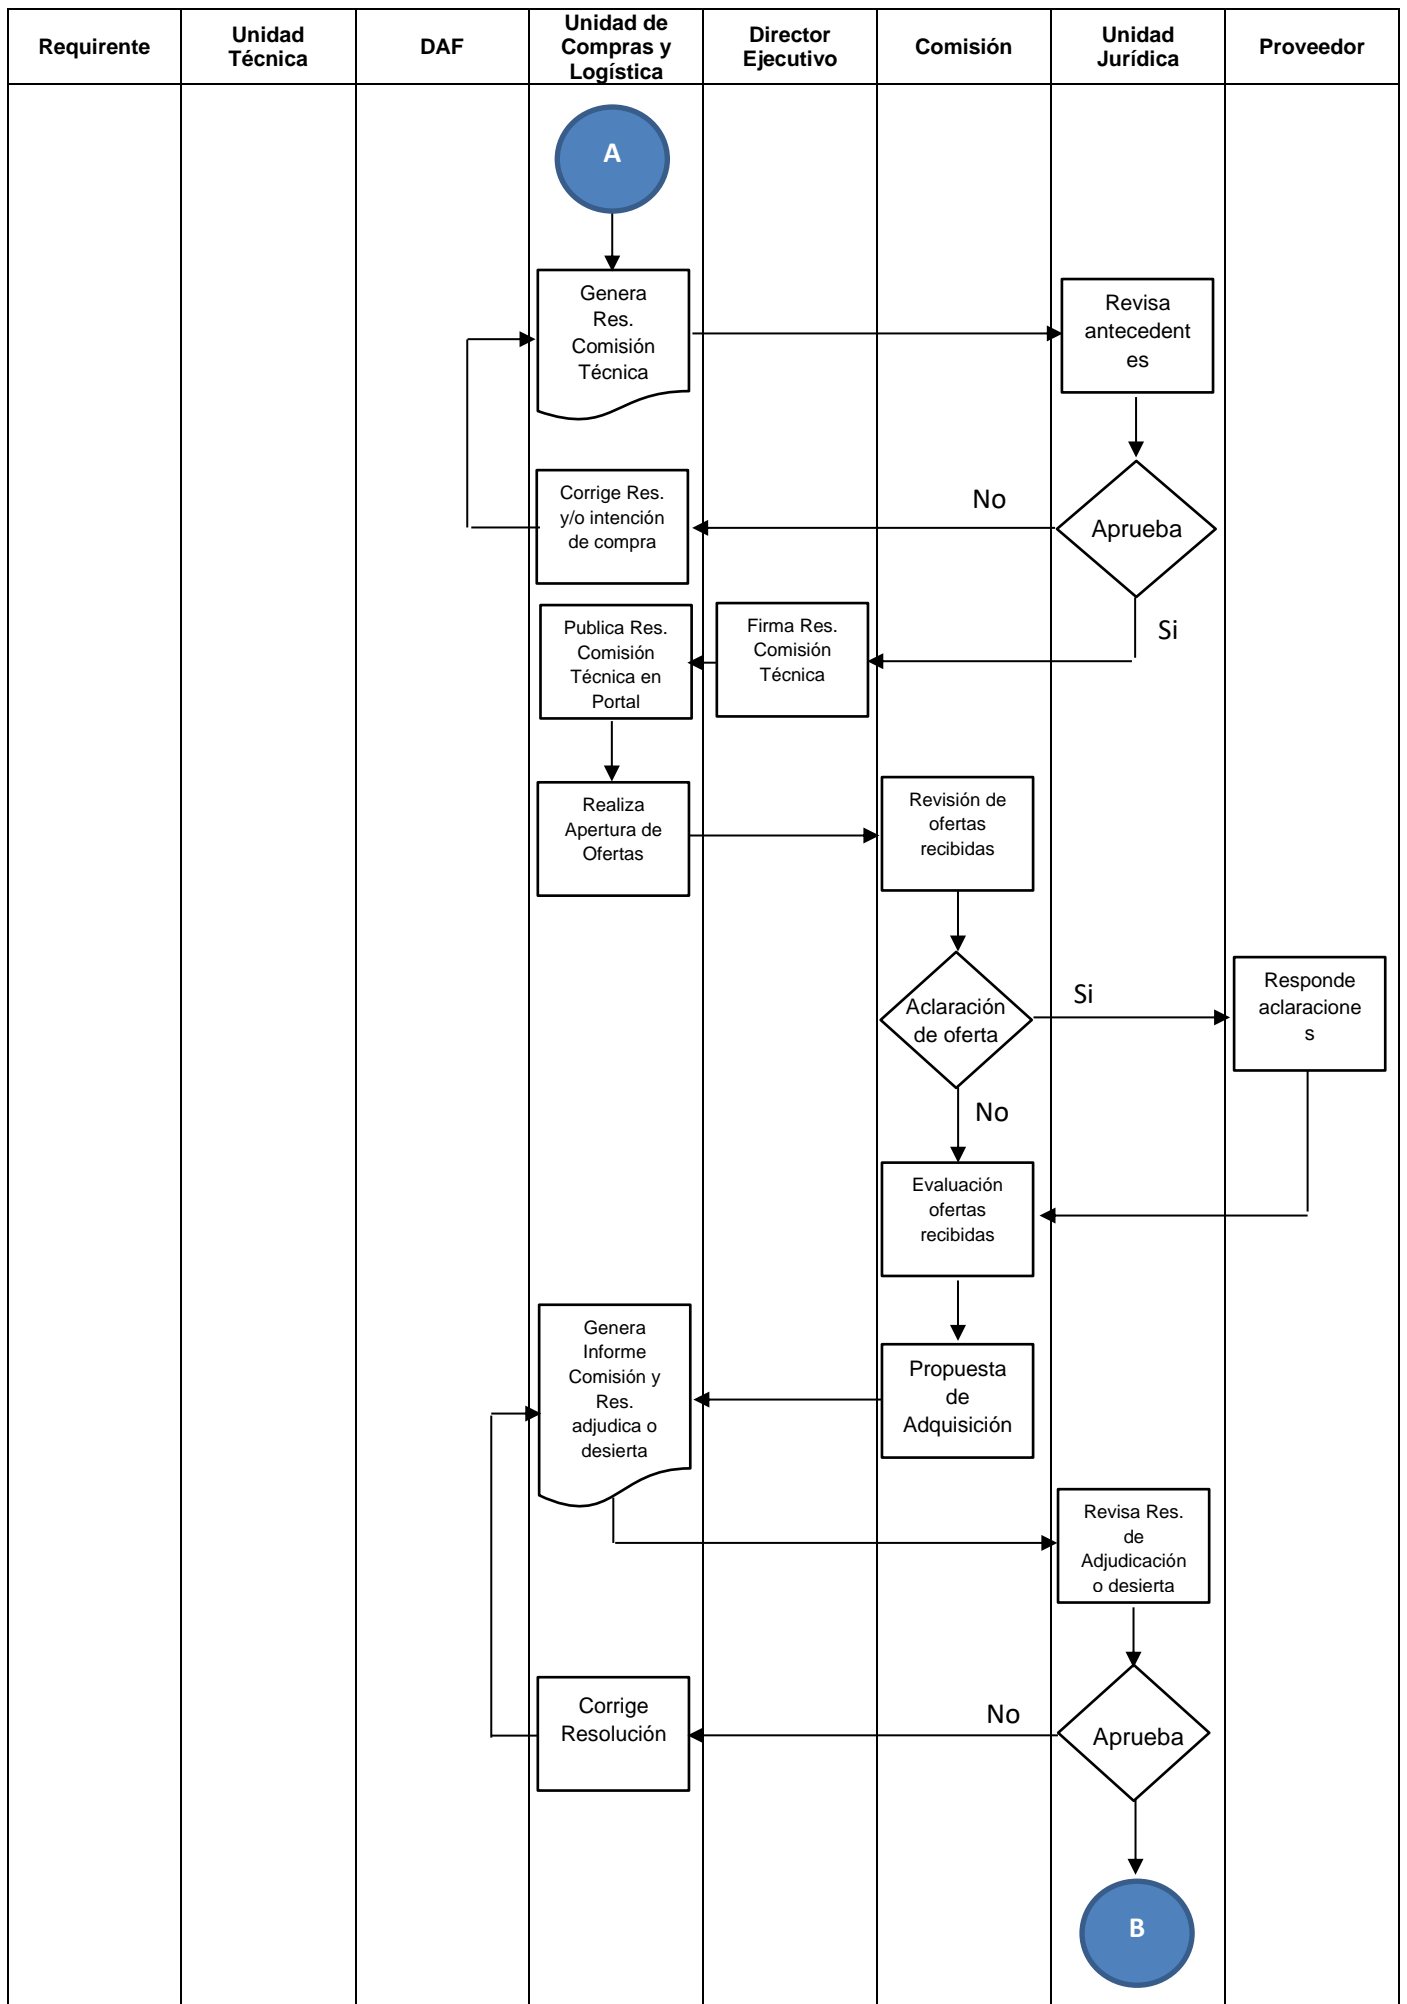 Requirente
Unidad
Técnica
DAF
Unidad de
Compras y
Logística
Director
Ejecutivo
Comisión
Unidad
Jurídica
Proveedor
A
Genera
Res.
Comisión
Técnica
Revisa
antecedent
es
Corrige Res.
y/o intención
de compra
No
Aprueba
Si
Publica Res.
Comisión
Técnica en
Portal
Firma Res.
Comisión
Técnica
Realiza
Apertura de
Ofertas
Revisión de
ofertas
recibidas
Aclaración
de oferta
Si
Responde
aclaracione
s
No
Evaluación
ofertas
recibidas
Genera
Informe
Comisión y
Res.
adjudica o
desierta
Propuesta
de
Adquisición
Revisa Res.
de
Adjudicación
o desierta
Corrige
Resolución
No
Aprueba
B